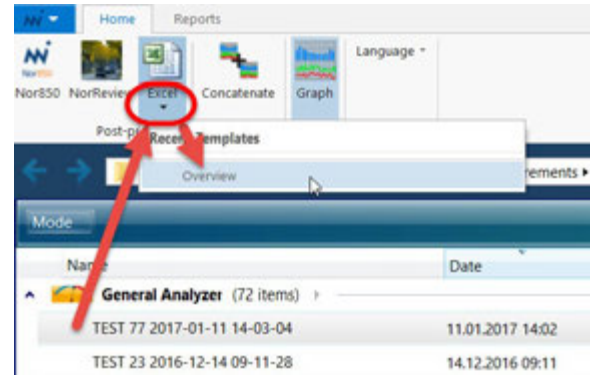 Home Reports
Nor850 NorReview Excel Concatenate Graph Language
Post-p
Recent Templates
Overview
ements
Mode
Name Date
General Analyzer (72 items)
TEST 77 2017-01-11 14-03-04 11.01.2017 14:02
TEST 23 2016-12-14 09-11-28 14.12.2016 09:11